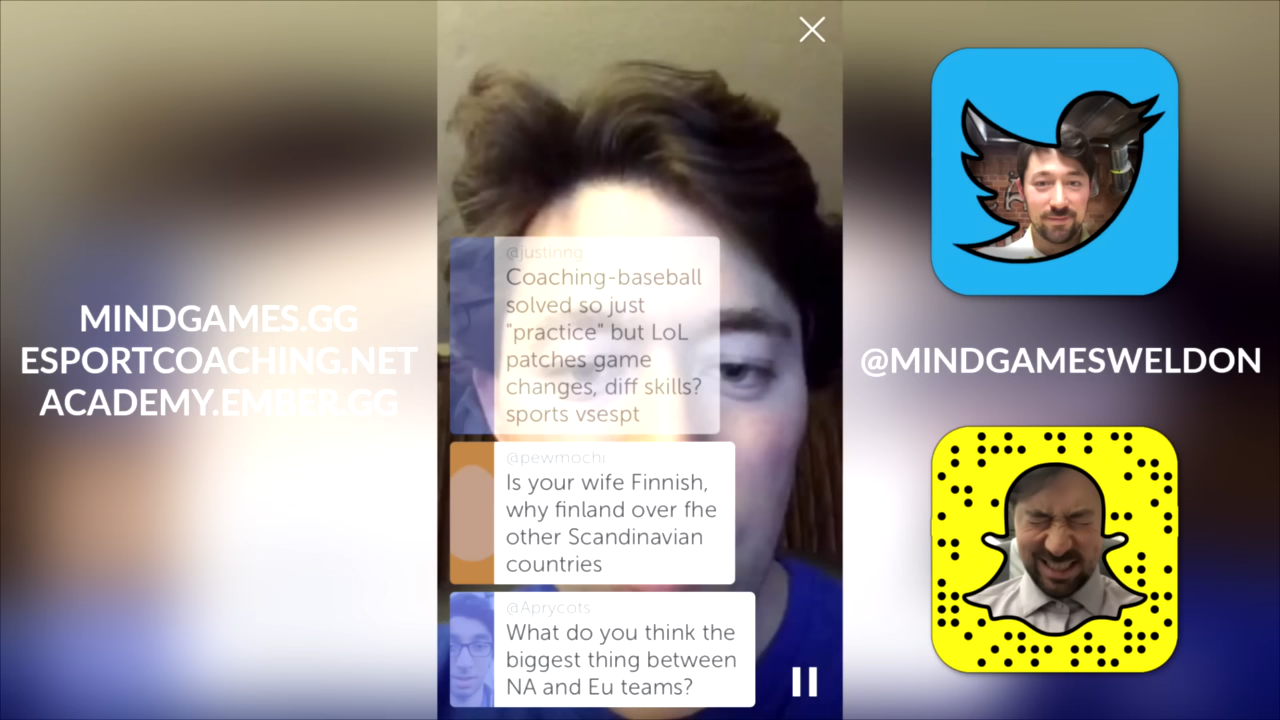 MINDGAMES.GG
ESPORTCOACHING.NET
ACADEMY.EMBER.GG
@justinng
Coaching-baseball
solved so just
"practice" but LoL
patches game
changes, diff skills?
sports vsespt
@pewmochi
Is your wife Finnish,
why finland over fhe
other Scandinavian
countries
@Aprycots
What do you think the
biggest thing between
NA and Eu teams?
@MINDGAMESWELDON